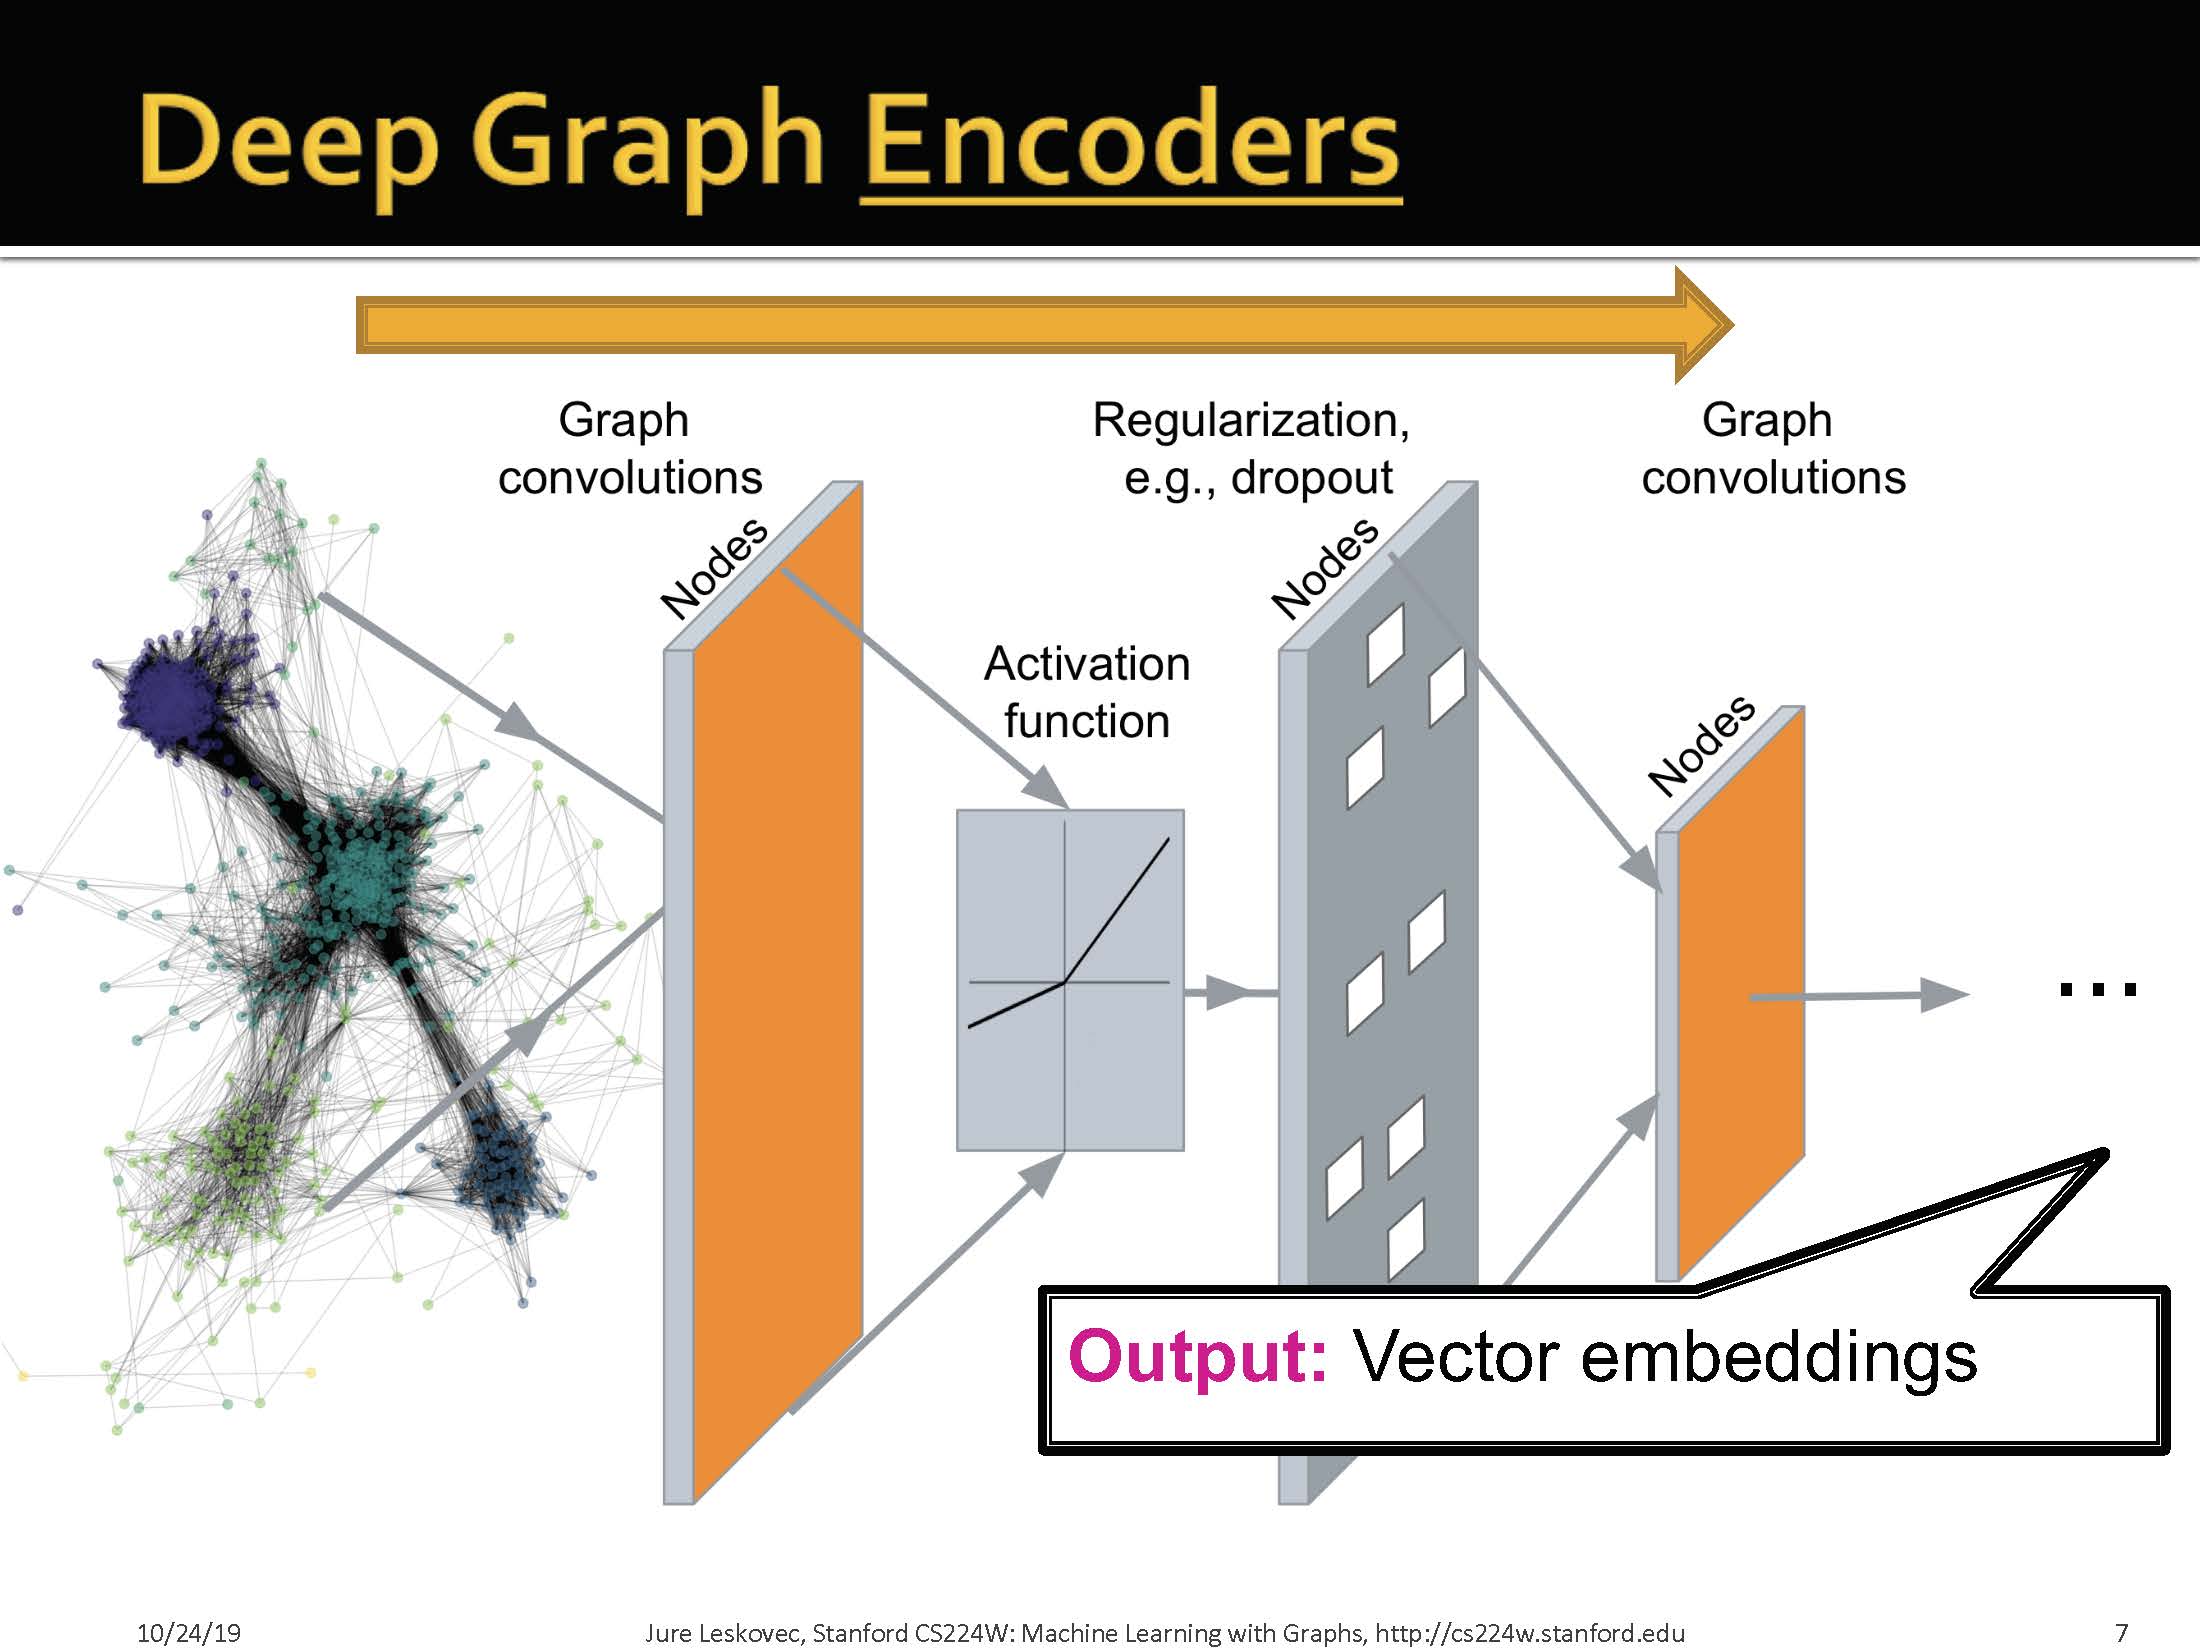 Deep Graph Encoders
Graph
convolutions
Regularization,
e.g., dropout
Graph
convolutions
Nodes
Nodes
Activation
function
Nodes
...
Output: Vector embeddings
10/24/19
Jure Leskovec, Stanford CS224W: Machine Learning with Graphs, http://cs224w.stanford.edu
7